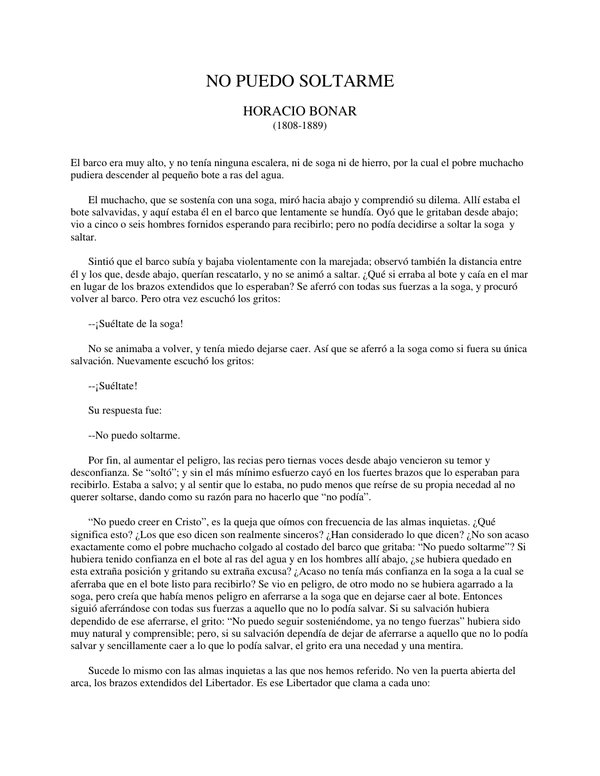 NO PUEDO SOLTARME
HORACIO BONAR
(1808-1889)
El barco era muy alto, y no tenía ninguna escalera, ni de soga ni de hierro, por la cual el pobre muchacho
pudiera descender al pequeño bote a ras del agua.
El muchacho, que se sostenía con una soga, miró hacia abajo y comprendió su dilema. Allí estaba el
bote salvavidas, y aquí estaba él en el barco que lentamente se hundía. Oyó que le gritaban desde abajo;
vio a cinco o seis hombres fornidos esperando para recibirlo; pero no podía decidirse a soltar la soga y
saltar.
Sintió que el barco subía y bajaba violentamente con la marejada; observó también la distancia entre
él y los que, desde abajo, querían rescatarlo, y no se animó a saltar. ¿Qué si erraba al bote y caía en el mar
en lugar de los brazos extendidos que lo esperaban? Se aferró con todas sus fuerzas a la soga, y procuró
volver al barco. Pero otra vez escuchó los gritos:
--¡Suéltate de la soga!
No se animaba a volver, y tenía miedo dejarse caer. Así que se aferró a la soga como si fuera su única
salvación. Nuevamente escuchó los gritos:
--¡Suéltate!
Su respuesta fue:
--No puedo soltarme.
Por fin, al aumentar el peligro, las recias pero tiernas voces desde abajo vencieron su temor y
desconfianza. Se “soltó”; y sin el más mínimo esfuerzo cayó en los fuertes brazos que lo esperaban para
recibirlo. Estaba a salvo; y al sentir que lo estaba, no pudo menos que reírse de su propia necedad al no
querer soltarse, dando como su razón para no hacerlo que “no podía”.
“No puedo creer en Cristo”, es la queja que oímos con frecuencia de las almas inquietas. ¿Qué
significa esto? ¿Los que eso dicen son realmente sinceros? ¿Han considerado lo que dicen? ¿No son acaso
exactamente como el pobre muchacho colgado al costado del barco que gritaba: “No puedo soltarme”? Si
hubiera tenido confianza en el bote al ras del agua y en los hombres allí abajo, ¿se hubiera quedado en
esta extraña posición y gritando su extraña excusa? ¿Acaso no tenía más confianza en la soga a la cual se
aferraba que en el bote listo para recibirlo? Se vio en peligro, de otro modo no se hubiera agarrado a la
soga, pero creía que había menos peligro en aferrarse a la soga que en dejarse caer al bote. Entonces
siguió aferrándose con todas sus fuerzas a aquello que no lo podía salvar. Si su salvación hubiera
dependido de ese aferrarse, el grito: “No puedo seguir sosteniéndome, ya no tengo fuerzas” hubiera sido
muy natural y comprensible; pero, si su salvación dependía de dejar de aferrarse a aquello que no lo podía
salvar y sencillamente caer a lo que lo podía salvar, el grito era una necedad y una mentira.
Sucede lo mismo con las almas inquietas a las que nos hemos referido. No ven la puerta abierta del
arca, los brazos extendidos del Libertador. Es ese Libertador que clama a cada uno: